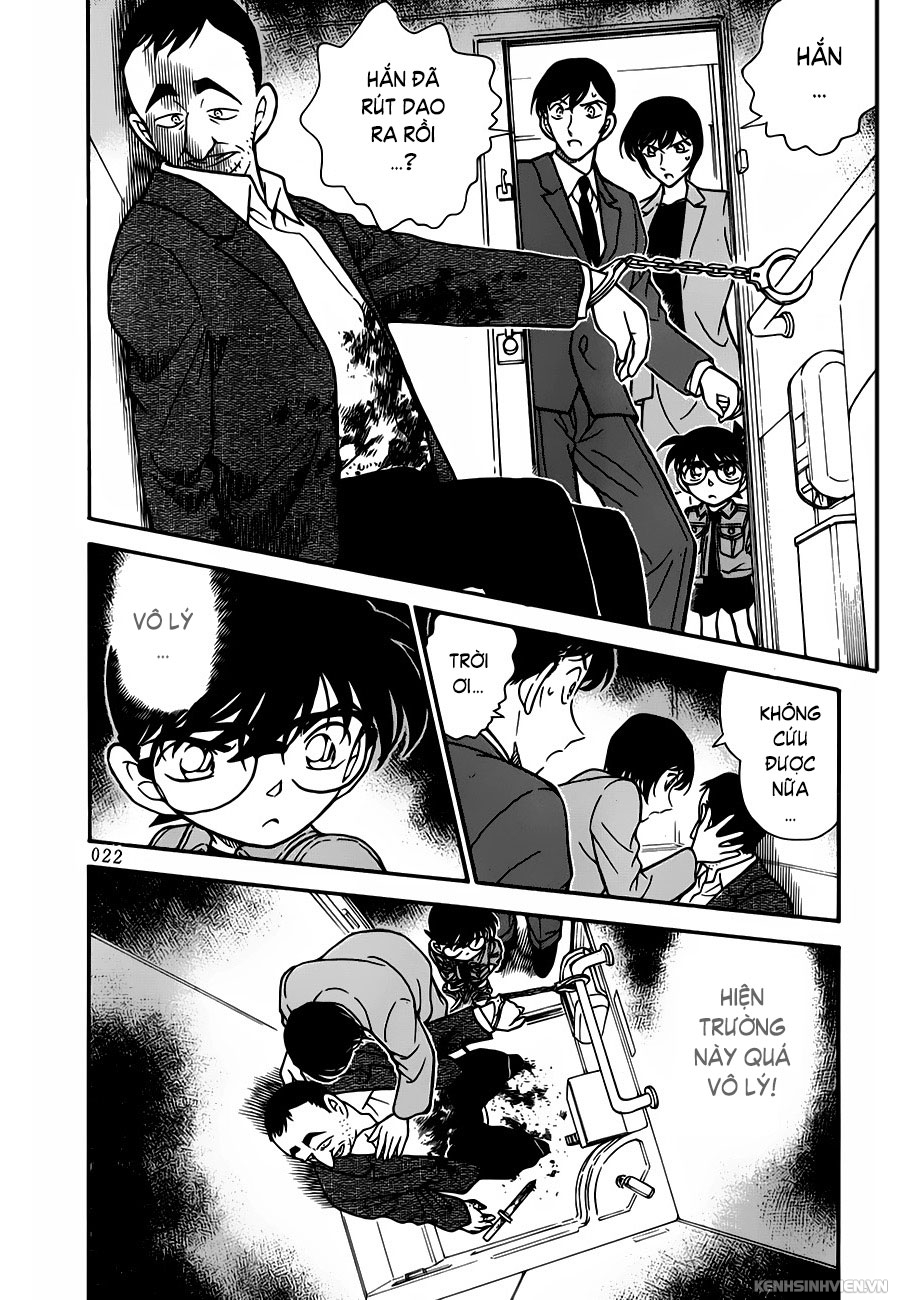 HẮN
...
HẮN ĐÃ
RÚT DAO
RA RỒI
...?
VÔ LÝ
...
TRỜI
ƠI...
KHÔNG
CỨU
ĐƯỢC
NỮA
...
022
HIỆN
TRƯỜNG
NÀY QUÁ
VÔ LÝ!
KENHSINHVIEN.VN